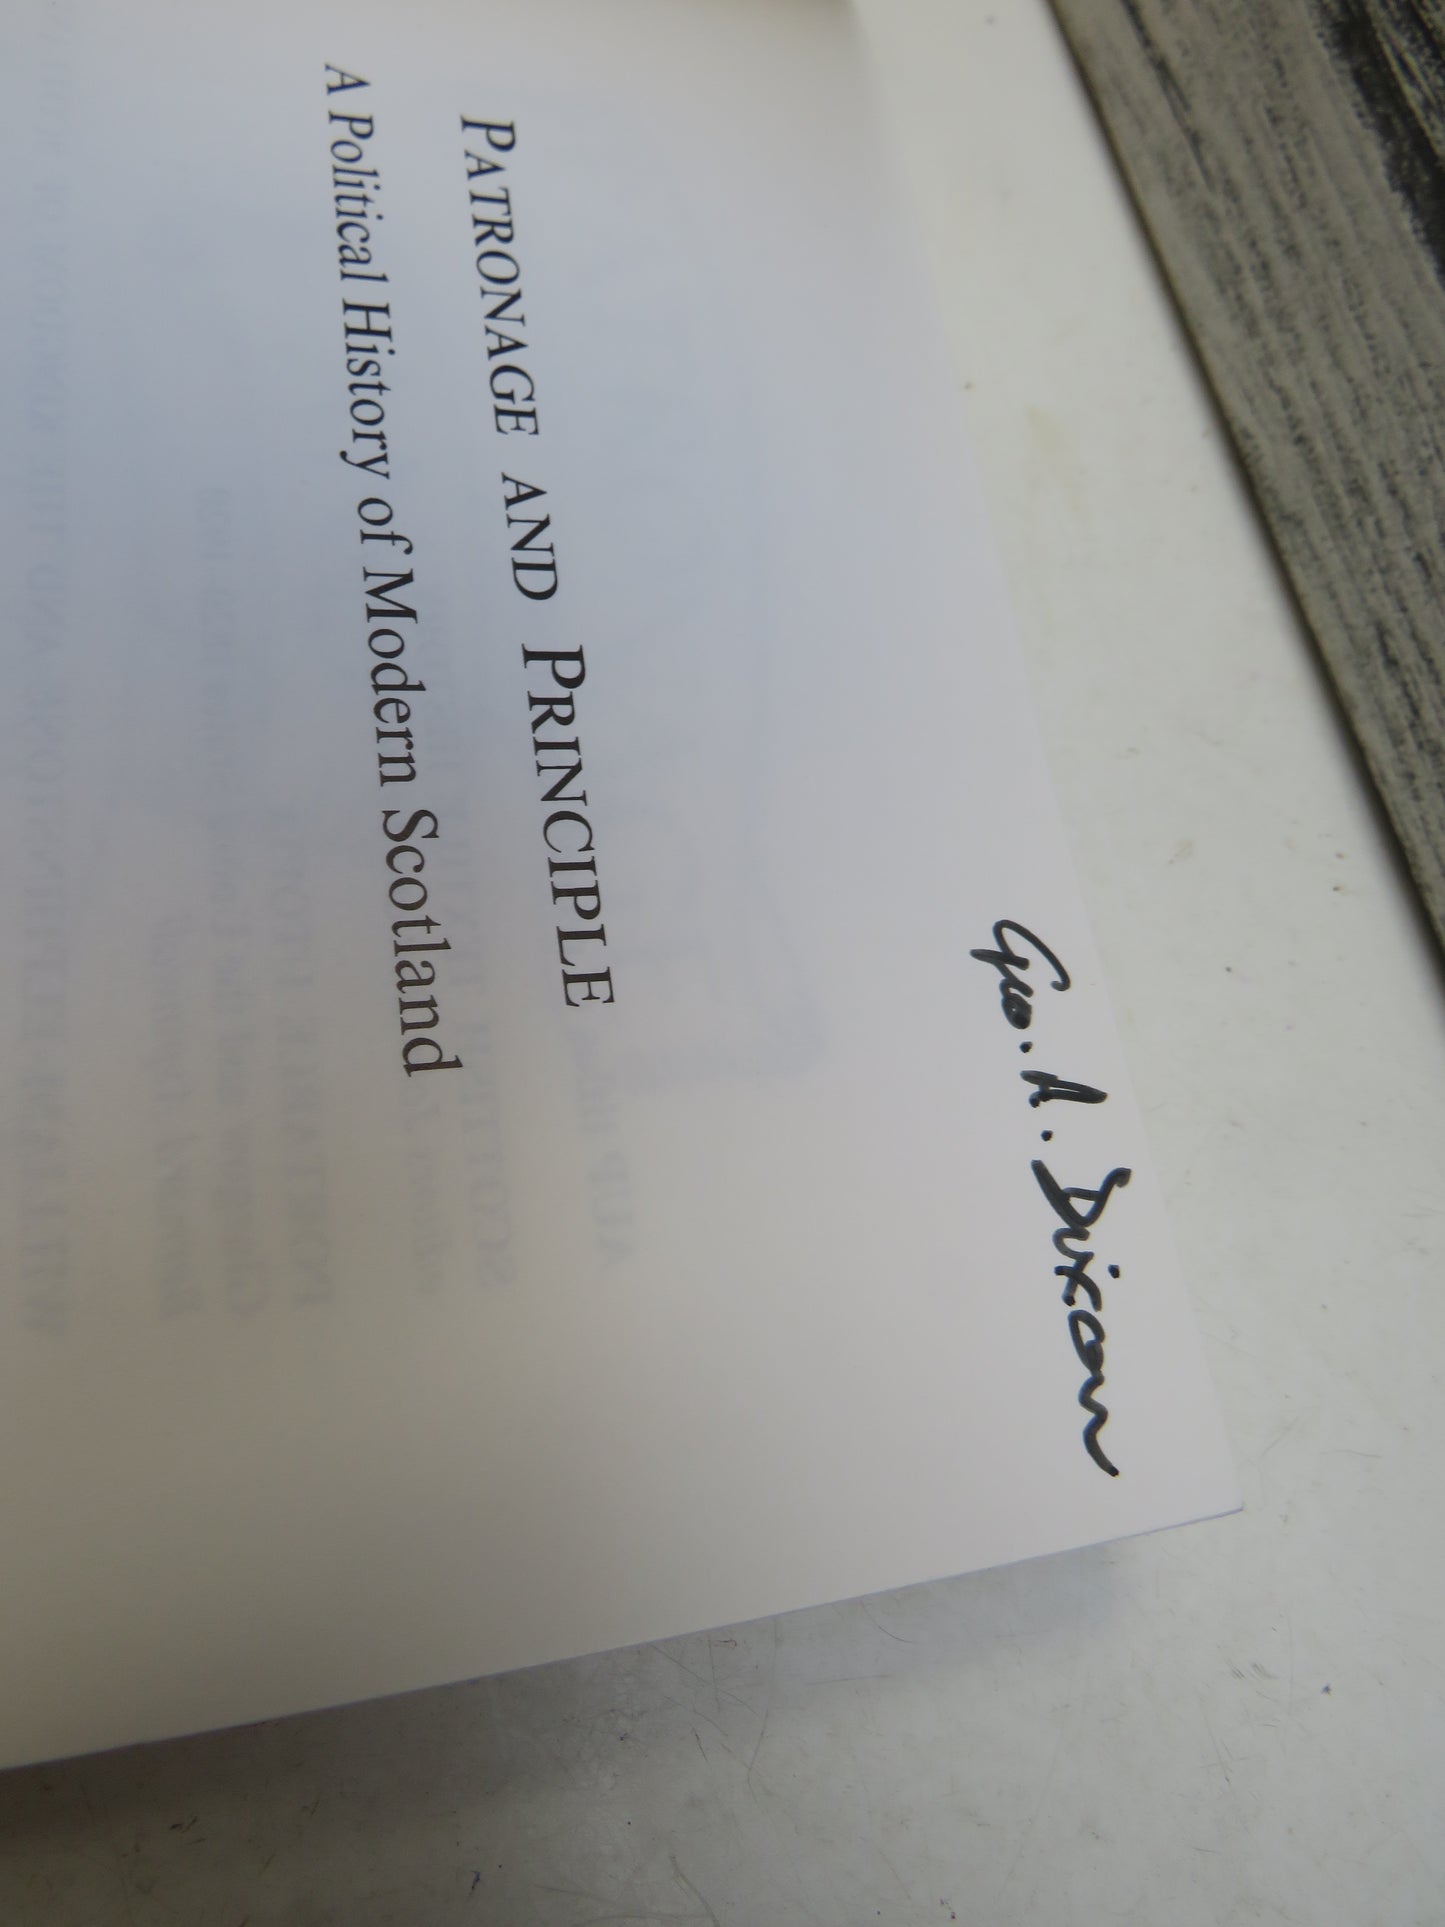 Geo. A. Dixon
PATRONAGE AND PRINCIPLE
A Political History of Modern Scotland